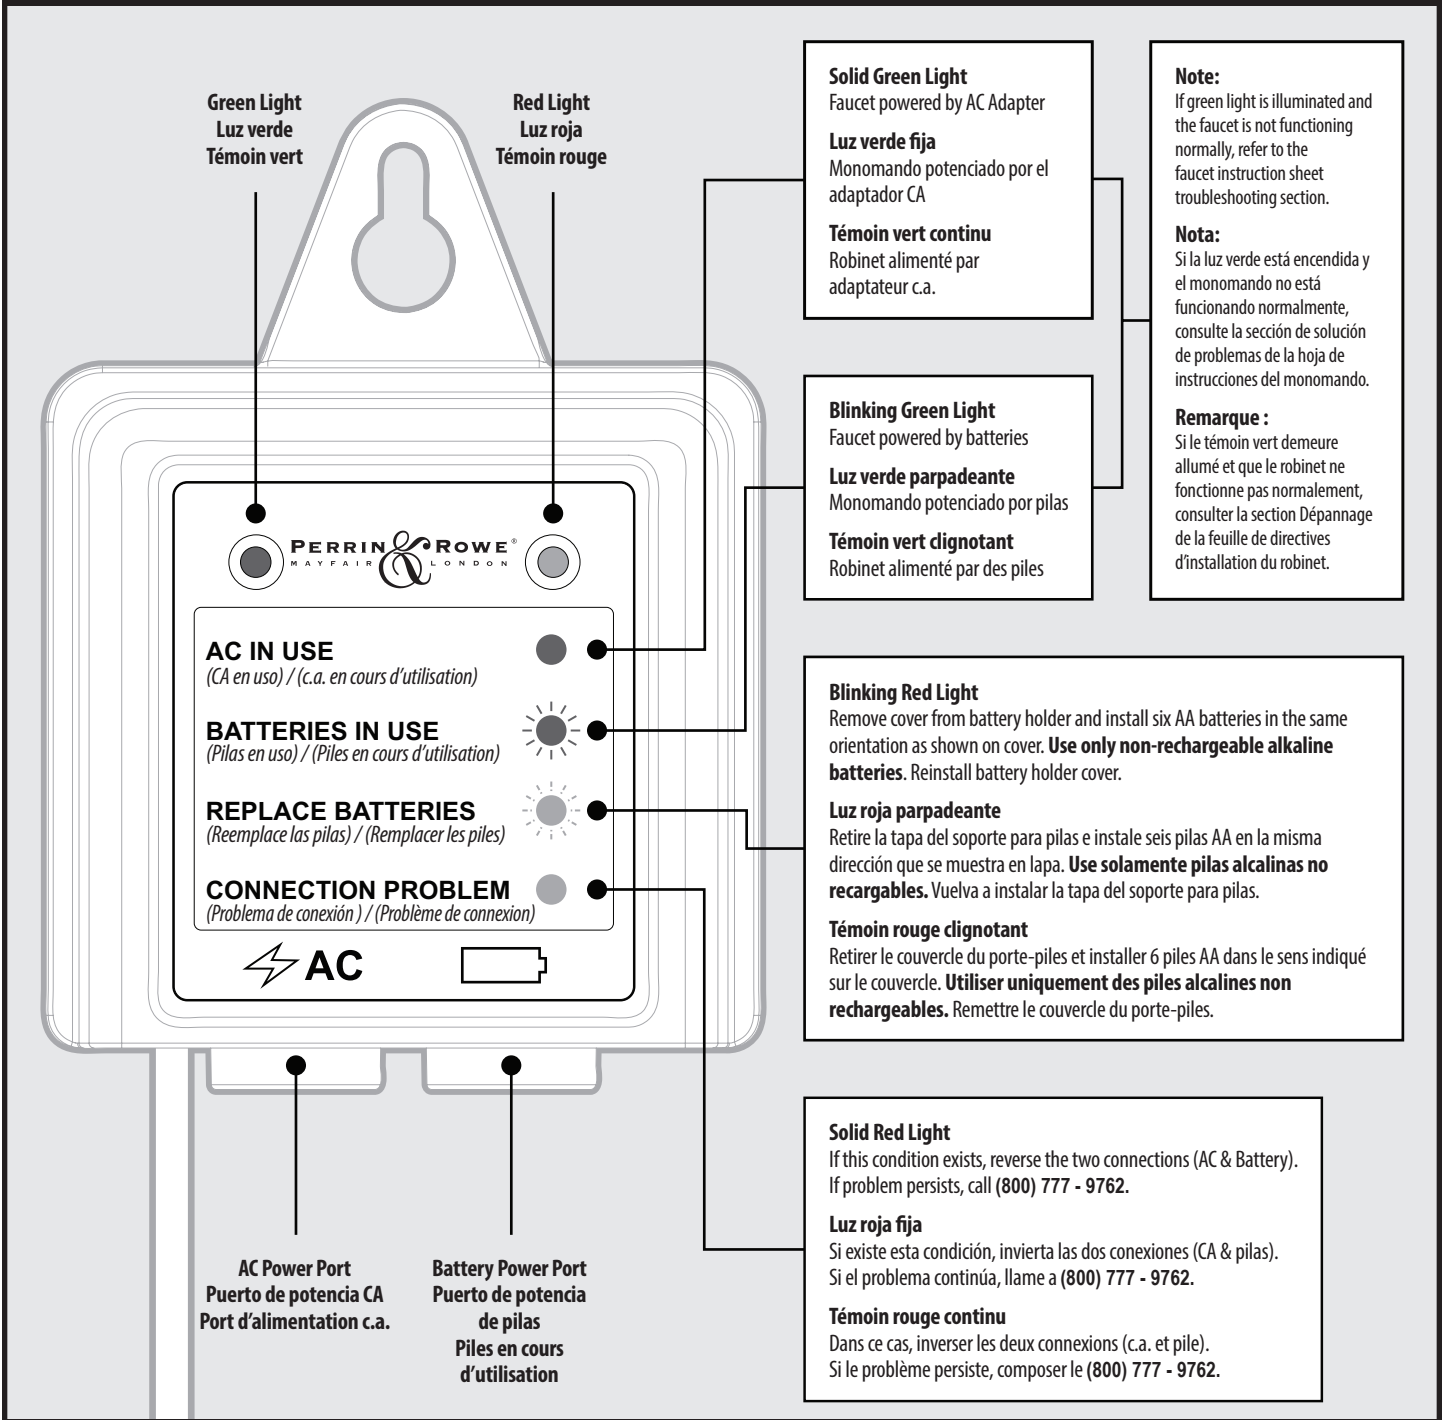 Green Light
Luz verde
Témoin vert
Red Light
Luz roja
Témoin rouge
PERRIN & ROWE®
MAYFAIR LONDON
AC IN USE
(CA en uso) / (c.a. en cours d'utilisation)
BATTERIES IN USE
(Pilas en uso) / (Piles en cours d'utilisation)
REPLACE BATTERIES
(Reemplace las pilas) / (Remplacer les piles)
CONNECTION PROBLEM
(Problema de conexión ) / (Problème de connexion)
AC
AC Power Port
Puerto de potencia CA
Port d'alimentation c.a.
Battery Power Port
Puerto de potencia
de pilas
Piles en cours
d'utilisation
Solid Green Light
Faucet powered by AC Adapter
Luz verde fija
Monomando potenciado por el
adaptador CA
Témoin vert continu
Robinet alimenté par
adaptateur c.a.
Blinking Green Light
Faucet powered by batteries
Luz verde parpadeante
Monomando potenciado por pilas
Témoin vert clignotant
Robinet alimenté par des piles
Note:
If green light is illuminated and
the faucet is not functioning
normally, refer to the
faucet instruction sheet
troubleshooting section.
Nota:
Si la luz verde está encendida y
el monomando no está
funcionando normalmente,
consulte la sección de solución
de problemas de la hoja de
instrucciones del monomando.
Remarque :
Si le témoin vert demeure
allumé et que le robinet ne
fonctionne pas normalement,
consulter la section Dépannage
de la feuille de directives
d'installation du robinet.
Blinking Red Light
Remove cover from battery holder and install six AA batteries in the same
orientation as shown on cover. Use only non-rechargeable alkaline
batteries. Reinstall battery holder cover.
Luz roja parpadeante
Retire la tapa del soporte para pilas e instale seis pilas AA en la misma
dirección que se muestra en lapa. Use solamente pilas alcalinas no
recargables. Vuelva a instalar la tapa del soporte para pilas.
Témoin rouge clignotant
Retirer le couvercle du porte-piles et installer 6 piles AA dans le sens indiqué
sur le couvercle. Utiliser uniquement des piles alcalines non
rechargeables. Remettre le couvercle du porte-piles.
Solid Red Light
If this condition exists, reverse the two connections (AC & Battery).
If problem persists, call (800) 777 - 9762.
Luz roja fija
Si existe esta condición, invierta las dos conexiones (CA & pilas).
Si el problema continúa, llame a (800) 777 - 9762.
Témoin rouge continu
Dans ce cas, inverser les deux connexions (c.a. et pile).
Si le problème persiste, composer le (800) 777 - 9762.